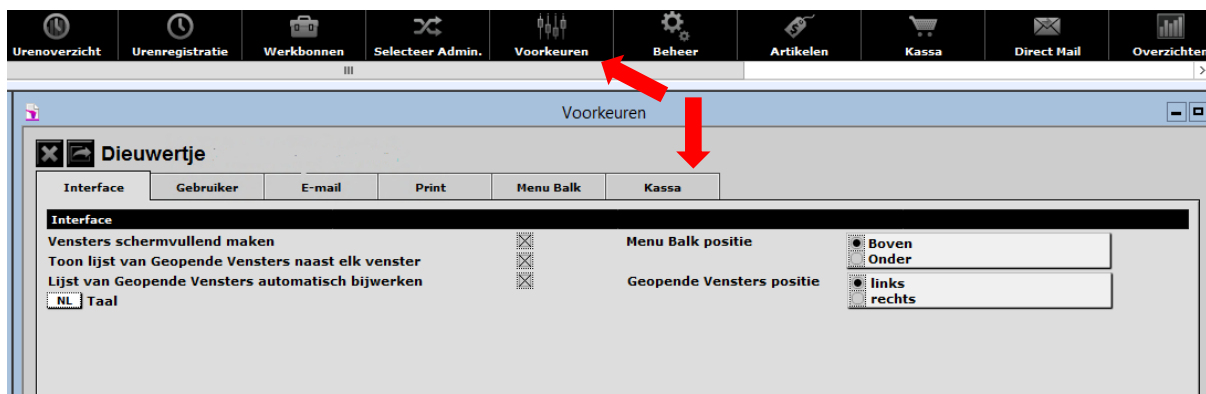 Urenoverzicht Urenregistratie Werkbonnen Selecteer Admin. Voorkeuren Beheer Artikelen Kassa Direct Mail Overzichten
Voorkeuren
Dieuwertje
Interface Gebruiker E-mail Print Menu Balk Kassa
Interface
Vensters schermvullend maken
Toon lijst van Geopende Vensters naast elk venster
Lijst van Geopende Vensters automatisch bijwerken
NL Taal
Menu Balk positie
Boven
Onder
Geopende Vensters positie
links
rechts